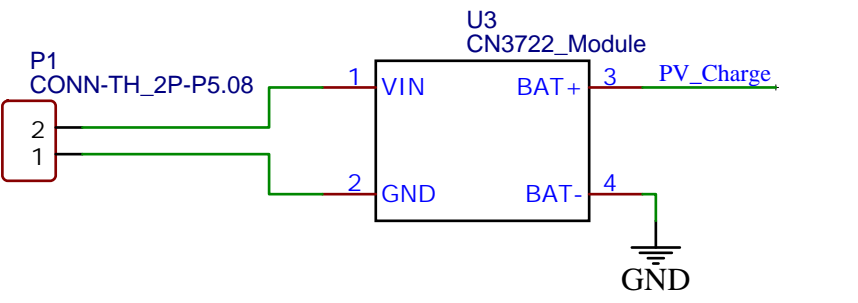 U3
CN3722_Module
P1
CONN-TH_2P-P5.08
1 VIN BAT+ 3 PV_Charge
2
1
2 GND BAT- 4
GND